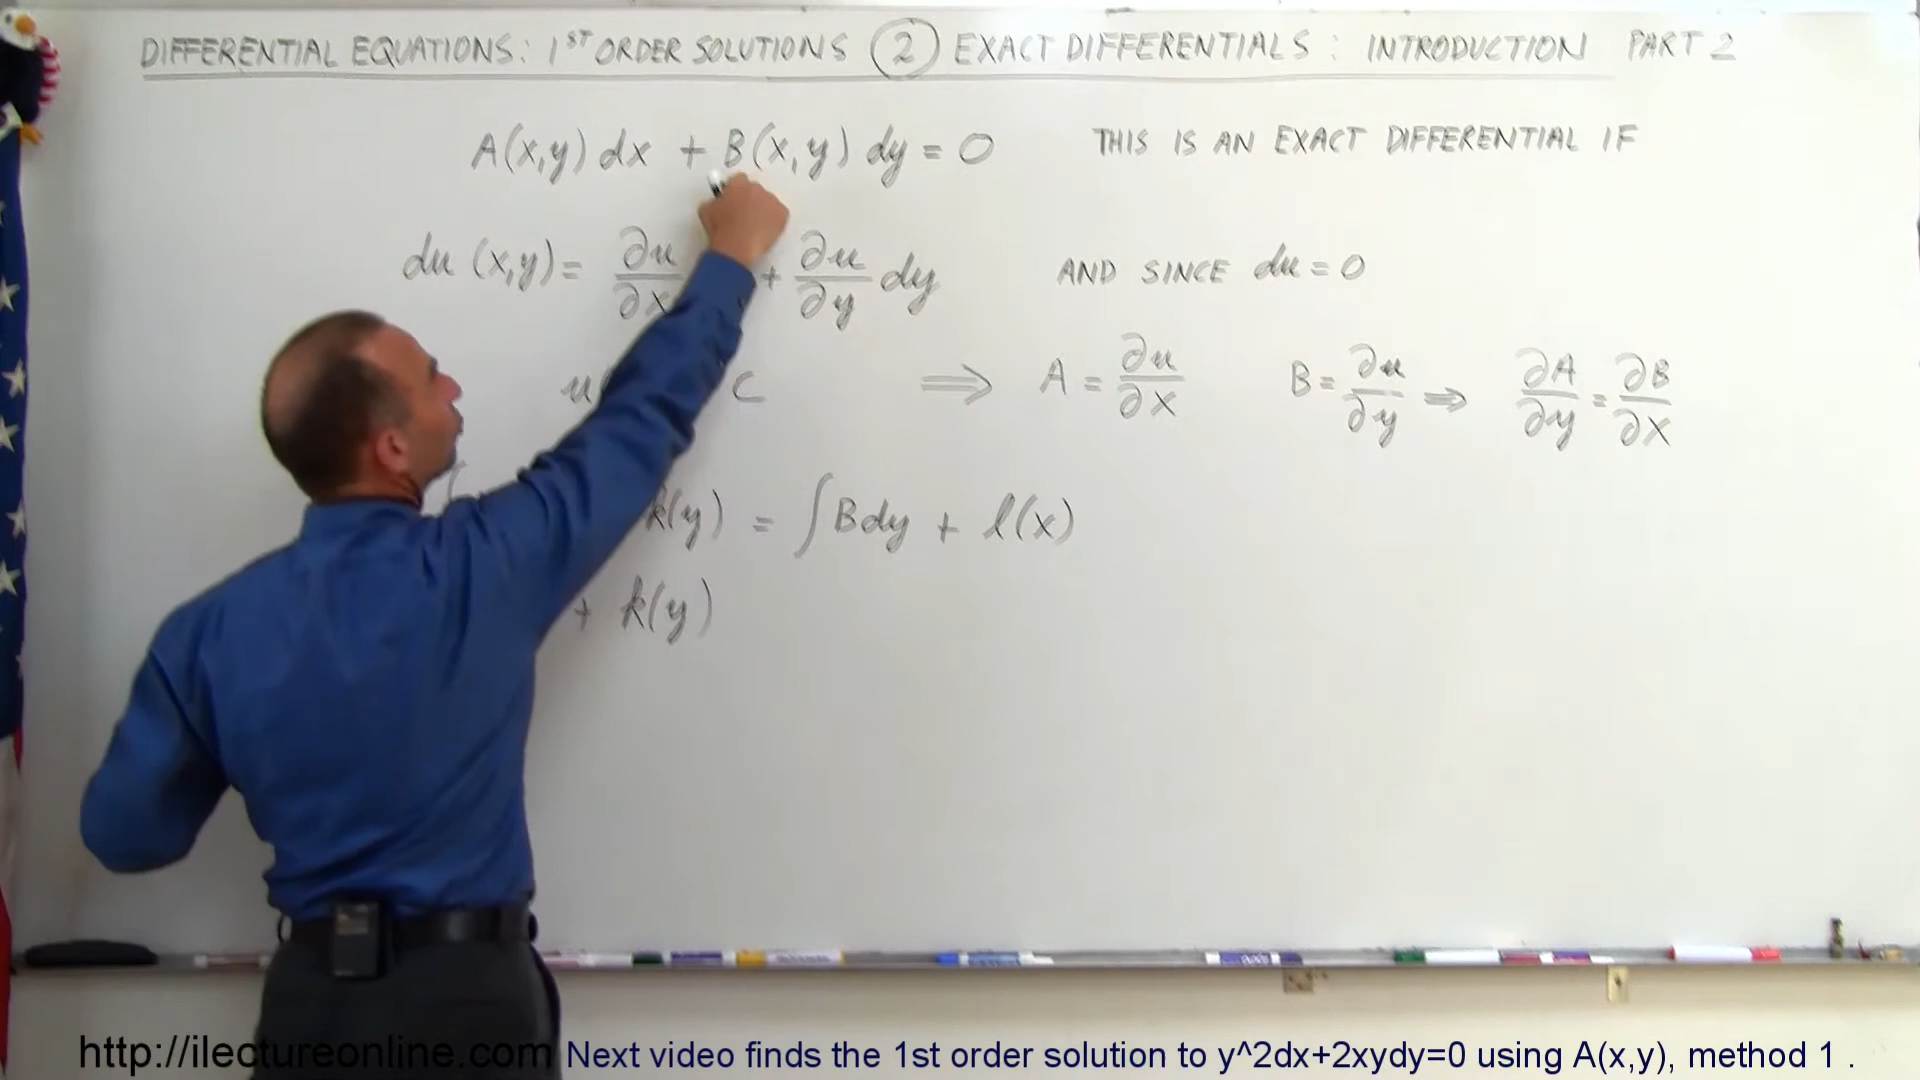 DIFFERENTIAL EQUATIONS: 1ST ORDER SOLUTIONS ② EXACT DIFFERENTIALS: INTRODUCTION PART 2
A(x,y) dx + B(x,y) dy = 0 THIS IS AN EXACT DIFFERENTIAL IF
du (x,y) = ∂u/∂x + ∂u/∂y dy AND SINCE du = 0
u C ⟹ A = ∂u/∂x B = ∂u/∂y ⟹ ∂A/∂y = ∂B/∂x
k(y) = ∫Bdy + l(x)
+ k(y)
http://ilectureonline.com Next video finds the 1st order solution to y^2dx+2xydy=0 using A(x,y), method 1 .